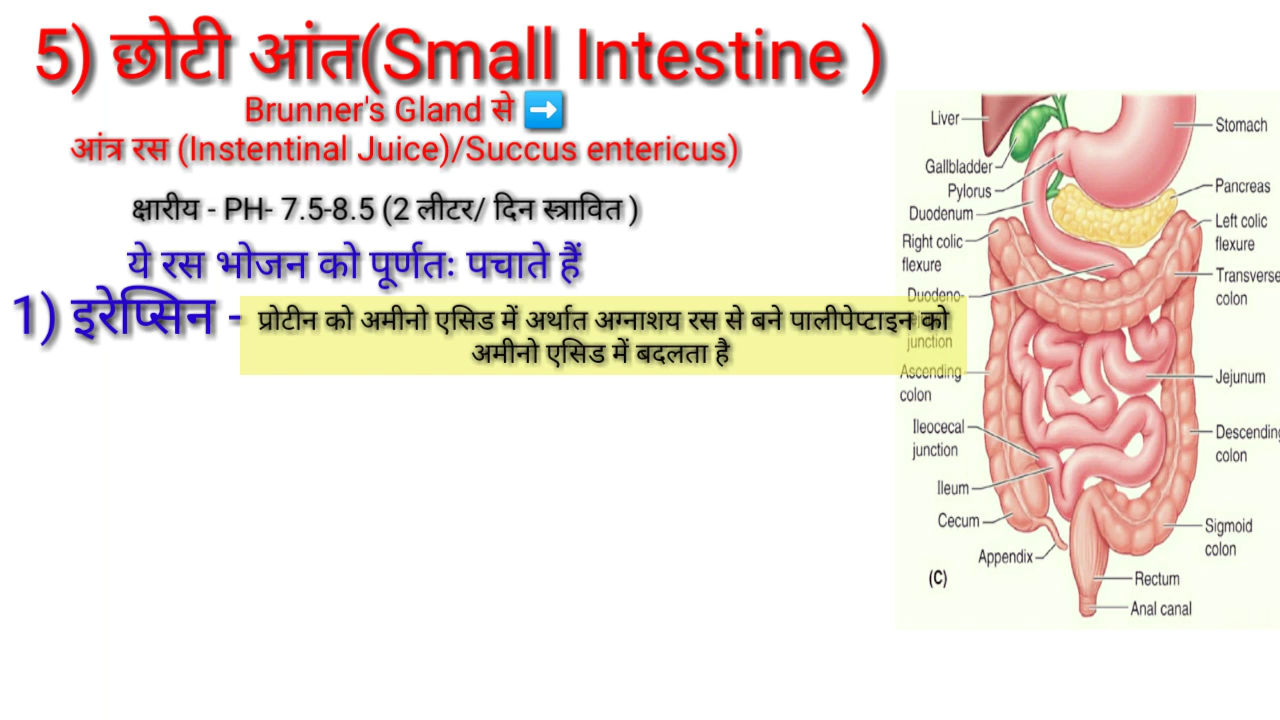 5) छोटी आंत(Small Intestine )
Brunner's Gland से ➡
आंत्र रस (Instentinal Juice)/Succus entericus)
क्षारीय - PH- 7.5-8.5 (2 लीटर/ दिन स्त्रावित )
ये रस भोजन को पूर्णतः पचाते हैं
1) इरेप्सिन -
प्रोटीन को अमीनो एसिड में अर्थात अग्नाशय रस से बने पालीपेप्टाइन को
अमीनो एसिड में बदलता है
Liver
Gallbladder
Pylorus
Duodenum
Right colic
flexure
Duodeno-
junction
Ascending
colon
Ileocecal
junction
Ileum
Cecum
Appendix
(C)
Stomach
Pancreas
Left colic
flexure
Transverse
colon
Jejunum
Descending
colon
Sigmoid
colon
Rectum
Anal canal